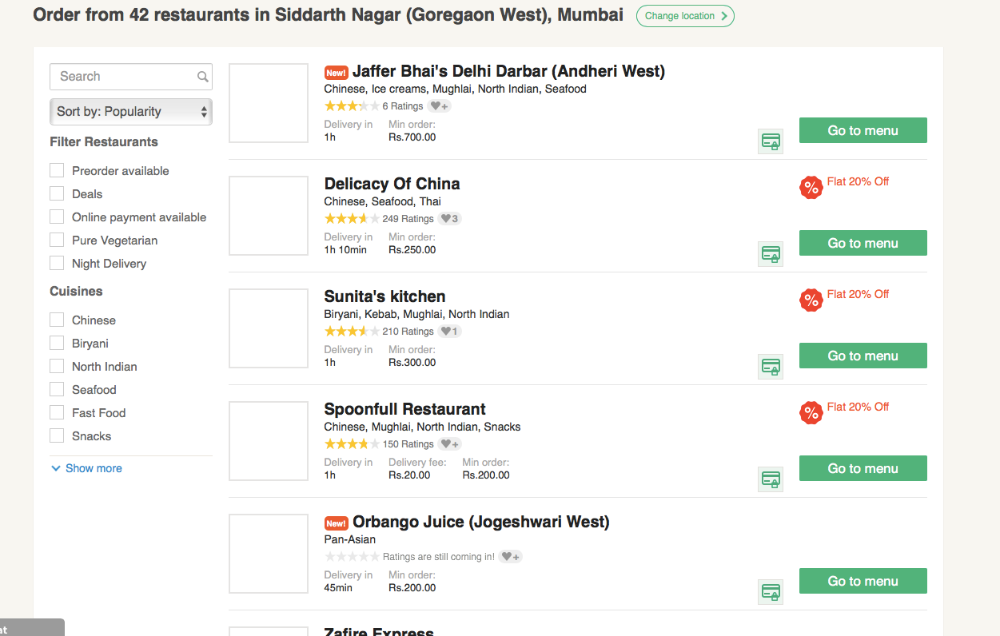 Order from 42 restaurants in Siddarth Nagar (Goregaon West), Mumbai
Change location
Search
Sort by: Popularity
Filter Restaurants
Preorder available
Deals
Online payment available
Pure Vegetarian
Night Delivery
Cuisines
Chinese
Biryani
North Indian
Seafood
Fast Food
Snacks
Show more
New! Jaffer Bhai's Delhi Darbar (Andheri West)
Chinese, Ice creams, Mughlai, North Indian, Seafood
6 Ratings +
Delivery in Min order:
1h Rs.700.00
Go to menu
Delicacy Of China
% Flat 20% Off
Chinese, Seafood, Thai
249 Ratings 3
Delivery in Min order:
1h 10min Rs.250.00
Go to menu
Sunita's kitchen
% Flat 20% Off
Biryani, Kebab, Mughlai, North Indian
210 Ratings 1
Delivery in Min order:
1h Rs.300.00
Go to menu
Spoonfull Restaurant
% Flat 20% Off
Chinese, Mughlai, North Indian, Snacks
150 Ratings +
Delivery in Delivery fee: Min order:
1h Rs.20.00 Rs.200.00
Go to menu
New! Orbango Juice (Jogeshwari West)
Pan-Asian
Ratings are still coming in! +
Delivery in Min order:
45min Rs.200.00
Go to menu
Zafire Express